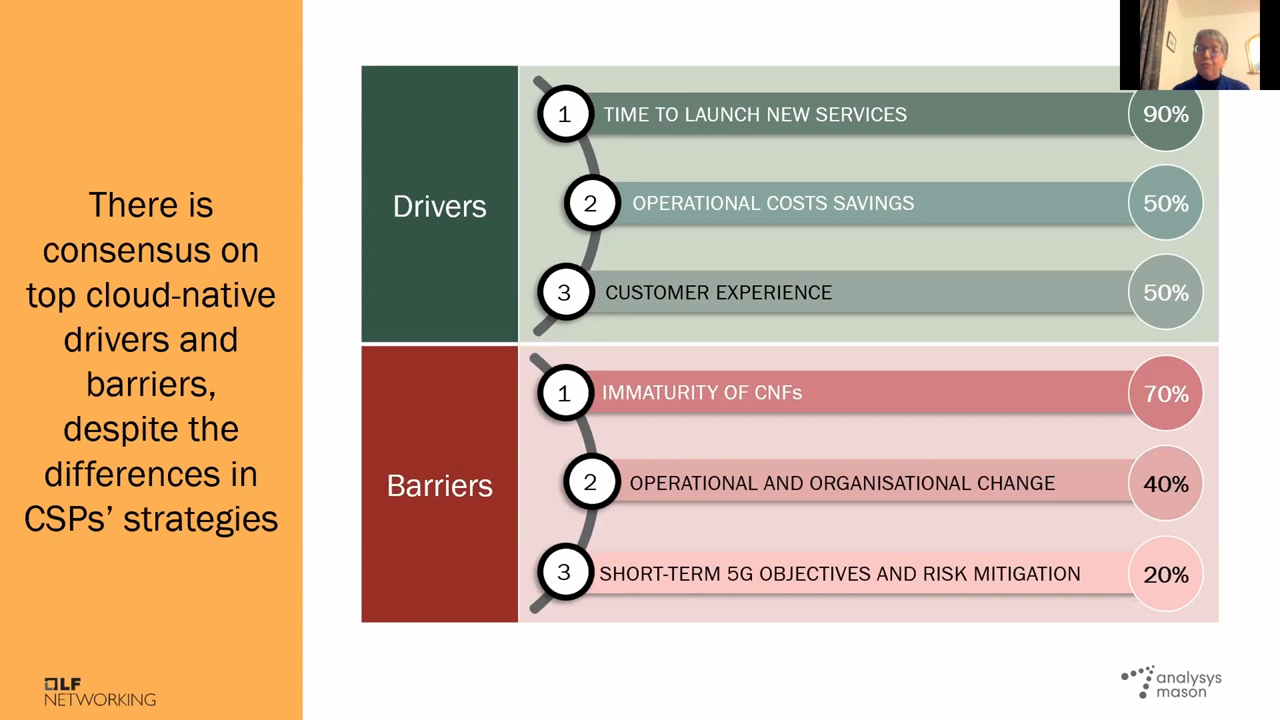 There is
consensus on
top cloud-native
drivers and
barriers,
despite the
differences in
CSPs’ strategies
Drivers
1 TIME TO LAUNCH NEW SERVICES 90%
2 OPERATIONAL COSTS SAVINGS 50%
3 CUSTOMER EXPERIENCE 50%
Barriers
1 IMMATURITY OF CNFs 70%
2 OPERATIONAL AND ORGANISATIONAL CHANGE 40%
3 SHORT-TERM 5G OBJECTIVES AND RISK MITIGATION 20%
LF
NETWORKING
analysys
mason